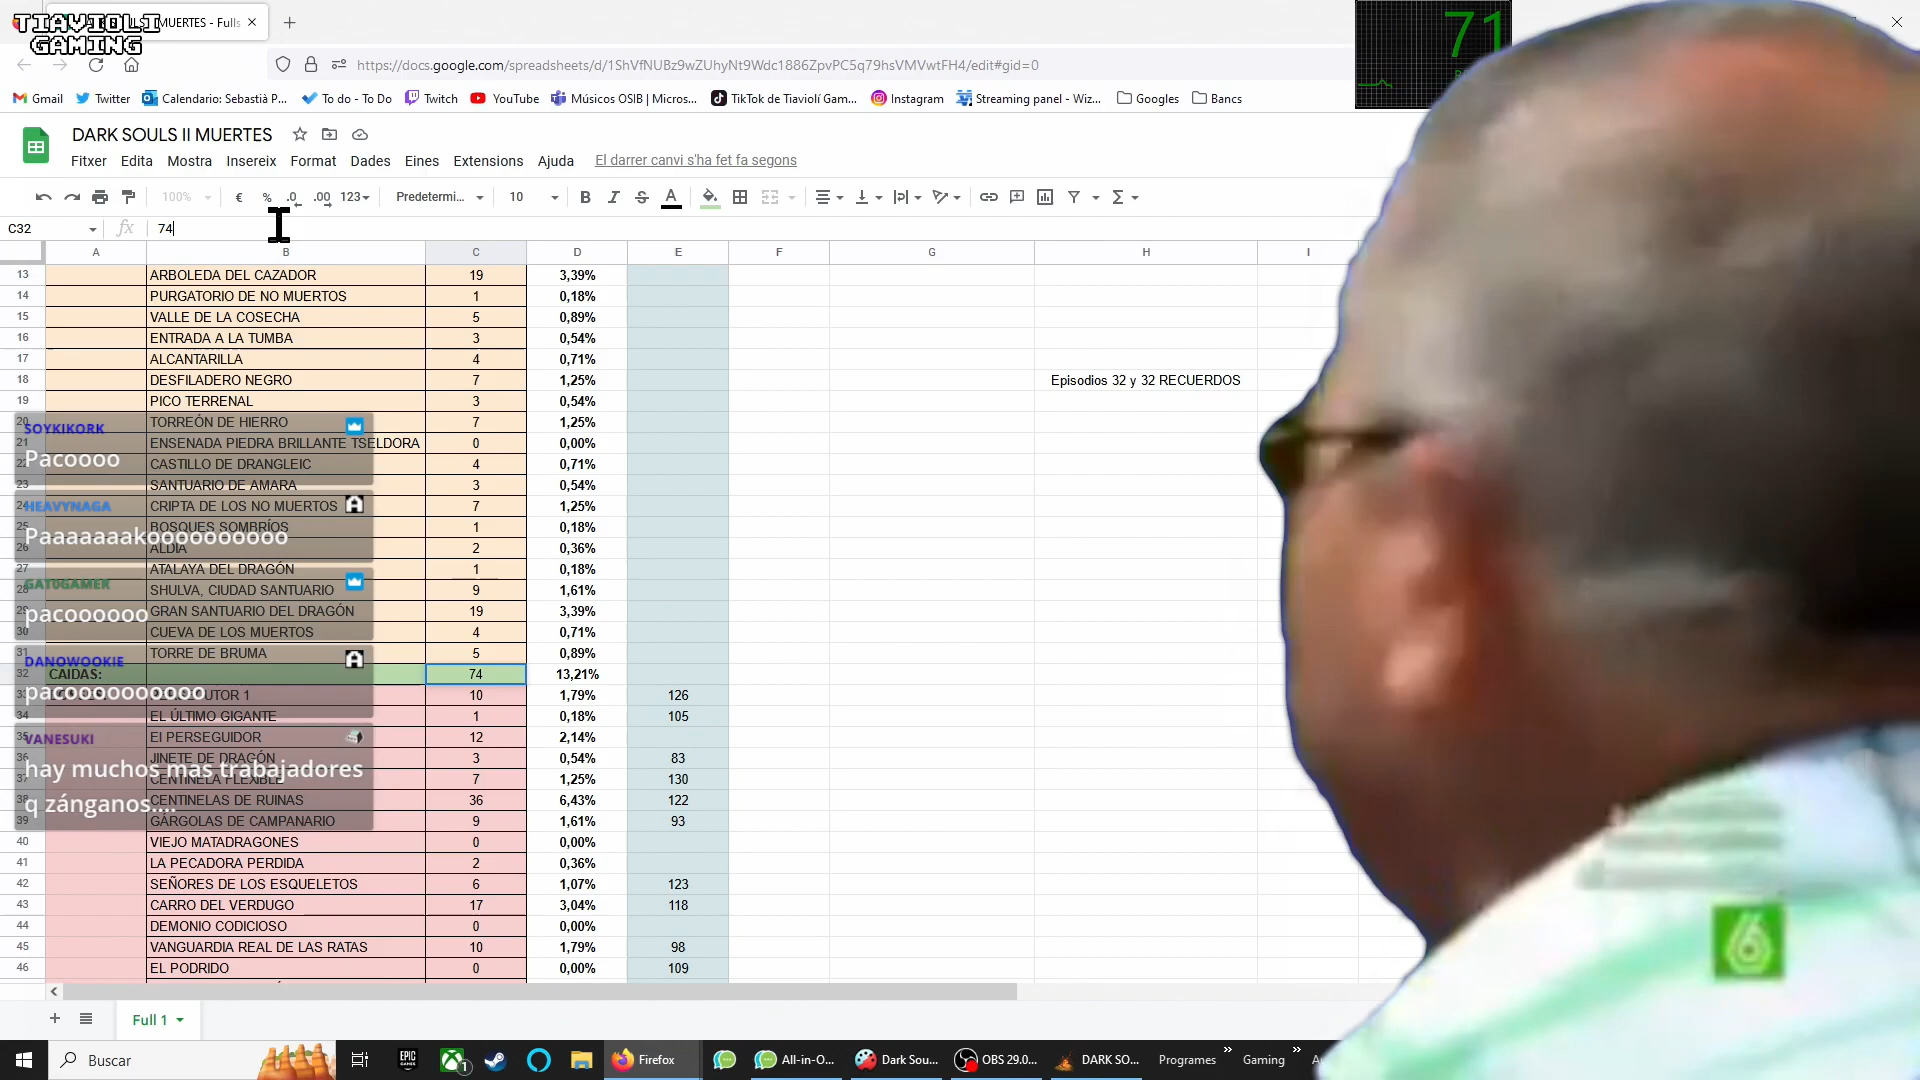 TIAVIOLI
GAMING
MUERTES - Fulls
71
https://docs.google.com/spreadsheets/d/1ShVfNUBz9wZUhyNt9Wdc1886ZpvPC5q79hsVMVwtFH4/edit#gid=0
Gmail Twitter Calendario: Sebastià P... To do - To Do Twitch YouTube Músicos OSIB | Micros... TikTok de Tiavolí Gam... Instagram Streaming panel - Wiz... Googles Bancs
DARK SOULS II MUERTES
Fitxer Edita Mostra Insereix Format Dades Eines Extensions Ajuda El darrer canvi s'ha fet fa segons
100% € % .0 .00 123 Predetermi... 10 B I S A
C32 fx 74
A B C D E F G H I
13 ARBOLEDA DEL CAZADOR 19 3,39%
14 PURGATORIO DE NO MUERTOS 1 0,18%
15 VALLE DE LA COSECHA 5 0,89%
16 ENTRADA A LA TUMBA 3 0,54%
17 ALCANTARILLA 4 0,71%
18 DESFILADERO NEGRO 7 1,25% Episodios 32 y 32 RECUERDOS
19 PICO TERRENAL 3 0,54%
20 TORREÓN DE HIERRO 7 1,25%
SOYKIKORK
21 ENSENADA PIEDRA BRILLANTE TSELDORA 0 0,00%
Pacoooo
22 CASTILLO DE DRANGLEIC 4 0,71%
23 SANTUARIO DE AMARA 3 0,54%
24 CRIPTA DE LOS NO MUERTOS 7 1,25%
HEAVYNAGA
25 BOSQUES SOMBRÍOS 1 0,18%
Paaaaaaakoooooooooo
26 ALDIA 2 0,36%
27 ATALAYA DEL DRAGÓN 1 0,18%
GAT0GAMER
28 SHULVA, CIUDAD SANTUARIO 9 1,61%
29 GRAN SANTUARIO DEL DRAGÓN 19 3,39%
pacoooooo
30 CUEVA DE LOS MUERTOS 4 0,71%
31 TORRE DE BRUMA 5 0,89%
DANOWOOKIE
32 CAIDAS: 74 13,21%
pacoooooooooo
33 UTOR 1 10 1,79% 126
34 EL ÚLTIMO GIGANTE 1 0,18% 105
35 El PERSEGUIDOR 12 2,14%
VANESUKI
36 JINETE DE DRAGÓN 3 0,54% 83
hay muchos mas trabajadores
37 CENTINELA FLEXIBLE 7 1,25% 130
38 CENTINELAS DE RUINAS 36 6,43% 122
q zánganos....
39 GÁRGOLAS DE CAMPANARIO 9 1,61% 93
40 VIEJO MATADRAGONES 0 0,00%
41 LA PECADORA PERDIDA 2 0,36%
42 SEÑORES DE LOS ESQUELETOS 6 1,07% 123
43 CARRO DEL VERDUGO 17 3,04% 118
44 DEMONIO CODICIOSO 0 0,00%
45 VANGUARDIA REAL DE LAS RATAS 10 1,79% 98
46 EL PODRIDO 0 0,00% 109
Full 1
Buscar EPIC GAMES 1 Firefox All-in-O... Dark Sou... OBS 29.0... DARK SO... Programes Gaming